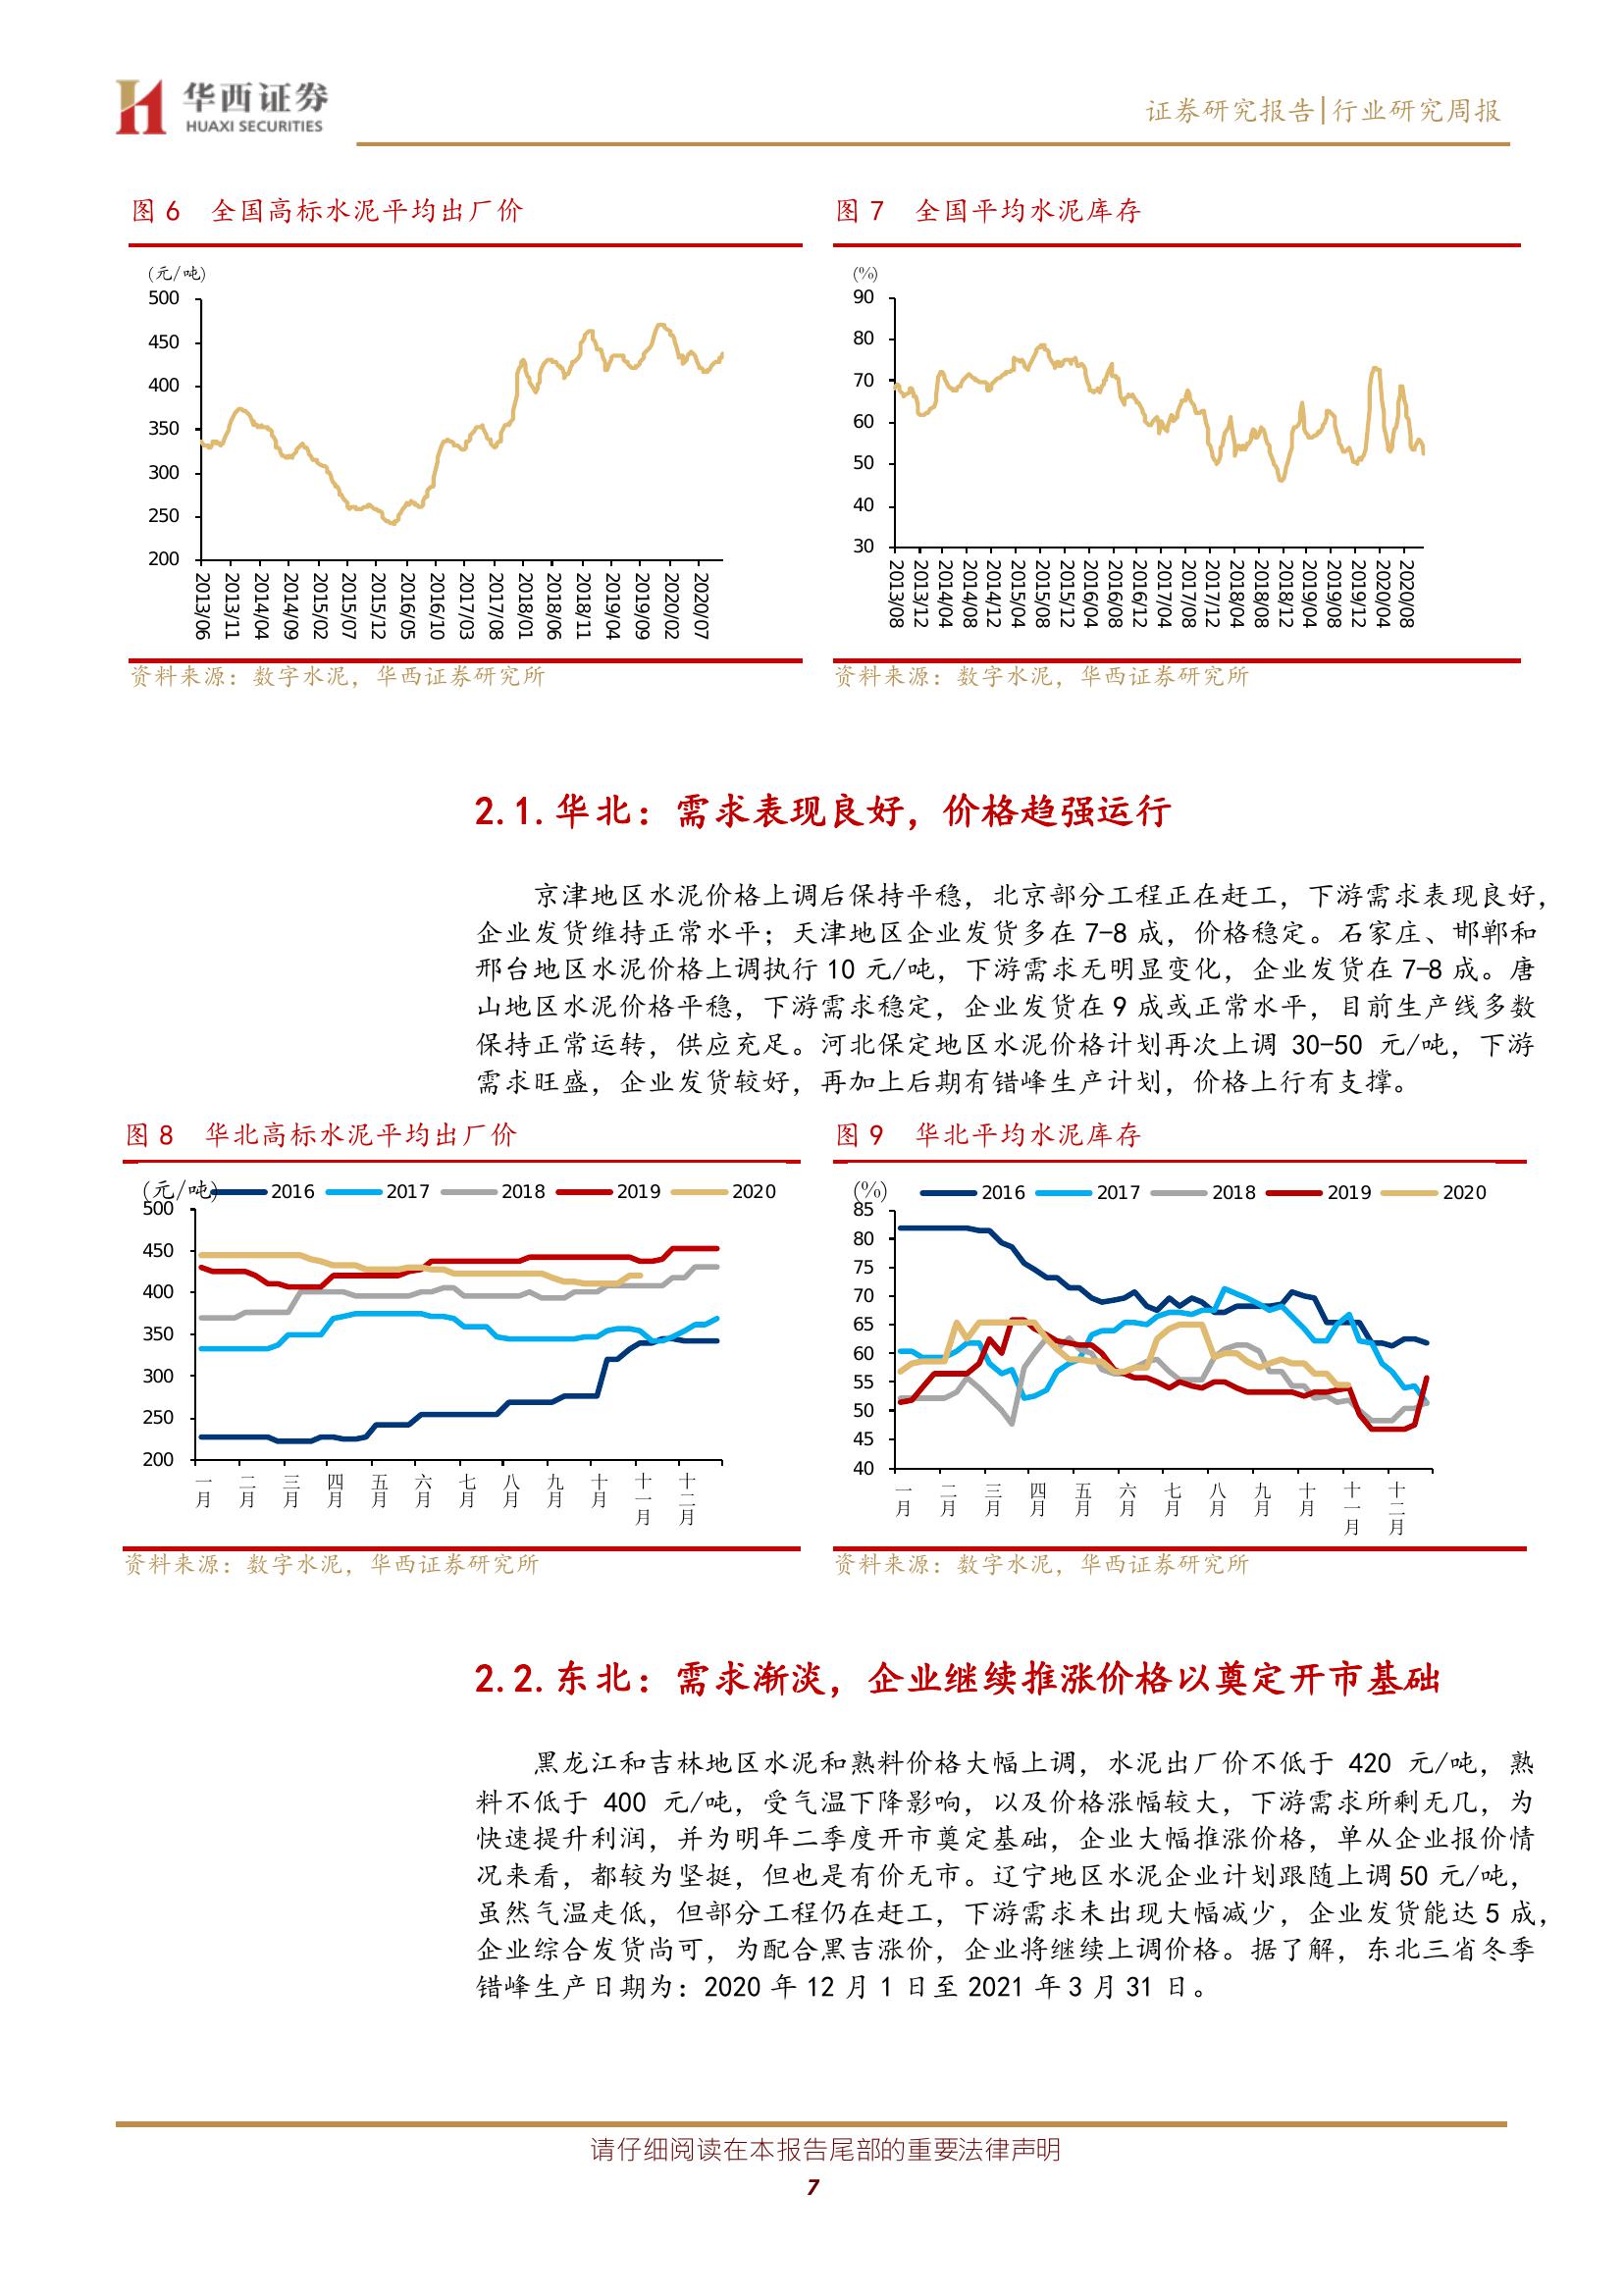 华西证券
HUAXI SECURITIES
证券研究报告|行业研究周报
图 6 全国高标水泥平均出厂价
(元/吨)
500
450
400
350
300
250
200
2013/06
2013/11
2014/04
2014/09
2015/02
2015/07
2015/12
2016/05
2016/10
2017/03
2017/08
2018/01
2018/06
2018/11
2019/04
2019/09
2020/02
2020/07
资料来源：数字水泥，华西证券研究所
图 7 全国平均水泥库存
(%)
90
80
70
60
50
40
30
2013/08
2013/12
2014/04
2014/08
2014/12
2015/04
2015/08
2015/12
2016/04
2016/08
2016/12
2017/04
2017/08
2017/12
2018/04
2018/08
2018/12
2019/04
2019/08
2019/12
2020/04
2020/08
资料来源：数字水泥，华西证券研究所
2.1.华北：需求表现良好，价格趋强运行
京津地区水泥价格上调后保持平稳，北京部分工程正在赶工，下游需求表现良好，
企业发货维持正常水平；天津地区企业发货多在 7-8 成，价格稳定。石家庄、邯郸和
邢台地区水泥价格上调执行 10 元/吨，下游需求无明显变化，企业发货在 7-8 成。唐
山地区水泥价格平稳，下游需求稳定，企业发货在 9 成或正常水平，目前生产线多数
保持正常运转，供应充足。河北保定地区水泥价格计划再次上调 30-50 元/吨，下游
需求旺盛，企业发货较好，再加上后期有错峰生产计划，价格上行有支撑。
图 8 华北高标水泥平均出厂价
(元/吨)
2016 2017 2018 2019 2020
500
450
400
350
300
250
200
一月 二月 三月 四月 五月 六月 七月 八月 九月 十月 十一月 十二月
资料来源：数字水泥，华西证券研究所
图 9 华北平均水泥库存
(%)
2016 2017 2018 2019 2020
85
80
75
70
65
60
55
50
45
40
一月 二月 三月 四月 五月 六月 七月 八月 九月 十月 十一月 十二月
资料来源：数字水泥，华西证券研究所
2.2.东北：需求渐淡，企业继续推涨价格以奠定开市基础
黑龙江和吉林地区水泥和熟料价格大幅上调，水泥出厂价不低于 420 元/吨，熟
料不低于 400 元/吨，受气温下降影响，以及价格涨幅较大，下游需求所剩无几，为
快速提升利润，并为明年二季度开市奠定基础，企业大幅推涨价格，单从企业报价情
况来看，都较为坚挺，但也是有价无市。辽宁地区水泥企业计划跟随上调 50 元/吨，
虽然气温走低，但部分工程仍在赶工，下游需求未出现大幅减少，企业发货能达 5 成，
企业综合发货尚可，为配合黑吉涨价，企业将继续上调价格。据了解，东北三省冬季
错峰生产日期为：2020 年 12 月 1 日至 2021 年 3 月 31 日。
请仔细阅读在本报告尾部的重要法律声明
7